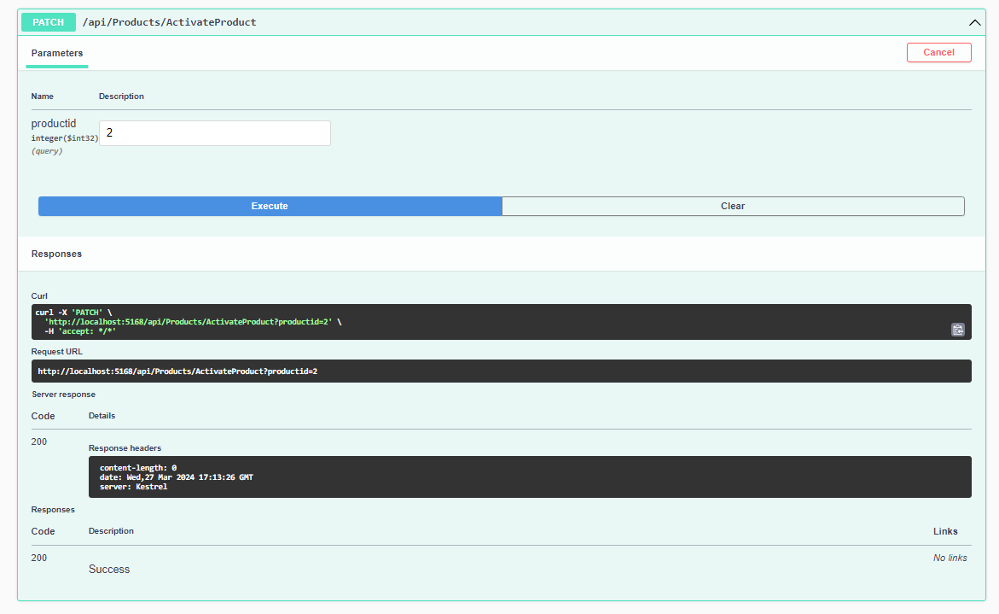 PATCH /api/Products/ActivateProduct
Parameters Cancel
Name Description
productid
integer($int32)
(query)
2
Execute Clear
Responses
Curl
curl -X 'PATCH' \
'http://localhost:5168/api/Products/ActivateProduct?productid=2' \
-H 'accept: */*'
Request URL
http://localhost:5168/api/Products/ActivateProduct?productid=2
Server response
Code Details
200
Response headers
content-length: 0
date: Wed,27 Mar 2024 17:13:26 GMT
server: Kestrel
Responses
Code Description Links
200 No links
Success